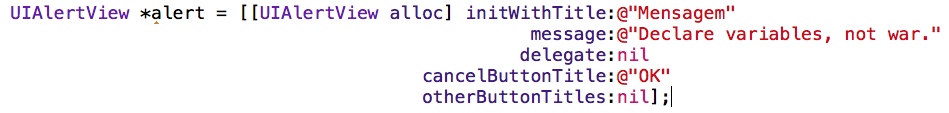 UIAlertView *alert = [[UIAlertView alloc] initWithTitle:@"Mensagem"
message:@"Declare variables, not war."
delegate:nil
cancelButtonTitle:@"OK"
otherButtonTitles:nil];